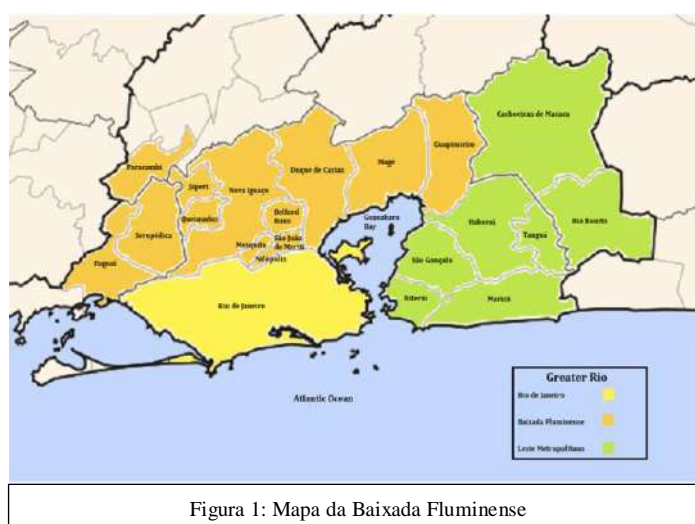 Cachoeiras de Macacu
Guapimirim
Magé
Duque de Caxias
Paracambi
Japeri
Nova Iguaçu
Queimados
Belford
Roxo
Guanabara
Bay
Itaboraí
Rio Bonito
Tanguá
Seropédica
Mesquita
São João
de Meriti
Nilópolis
São Gonçalo
Itaguaí
Rio de Janeiro
Niterói
Maricá
Atlantic Ocean
Greater Rio
Rio de Janeiro
Baixada Fluminense
Leste Metropolitano
Figura 1: Mapa da Baixada Fluminense